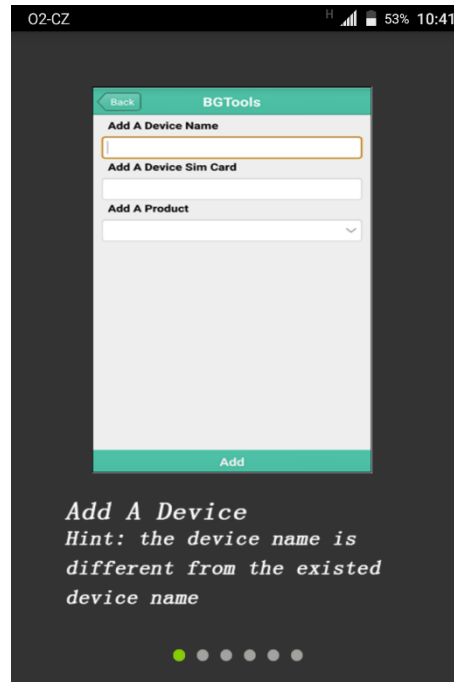 O2-CZ H 53% 10:41
Back BGTools
Add A Device Name
Add A Device Sim Card
Add A Product
Add
Add A Device
Hint: the device name is
different from the existed
device name